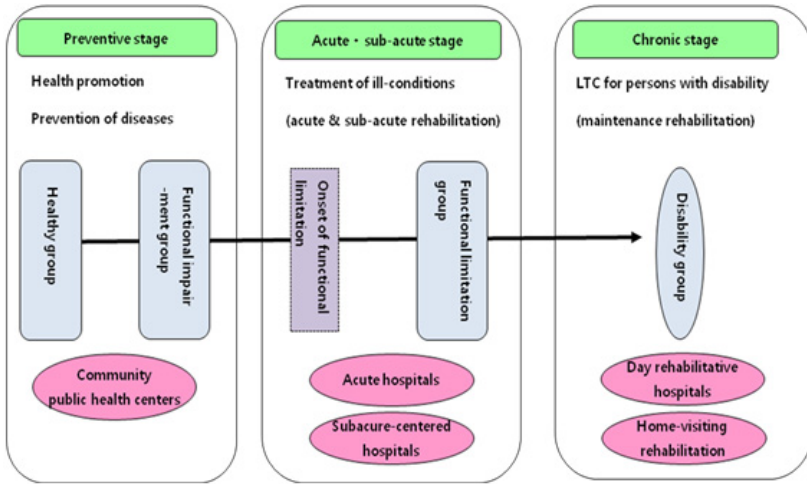 Preventive stage
Health promotion
Prevention of diseases
Healthy group
Functional impair
-ment group
Community
public health centers
Acute・sub-acute stage
Treatment of ill-conditions
(acute & sub-acute rehabilitation)
Onset of functional
limitation
Functional limitation
group
Acute hospitals
Subacure-centered
hospitals
Chronic stage
LTC for persons with disability
(maintenance rehabilitation)
Disability group
Day rehabilitative
hospitals
Home-visiting
rehabilitation